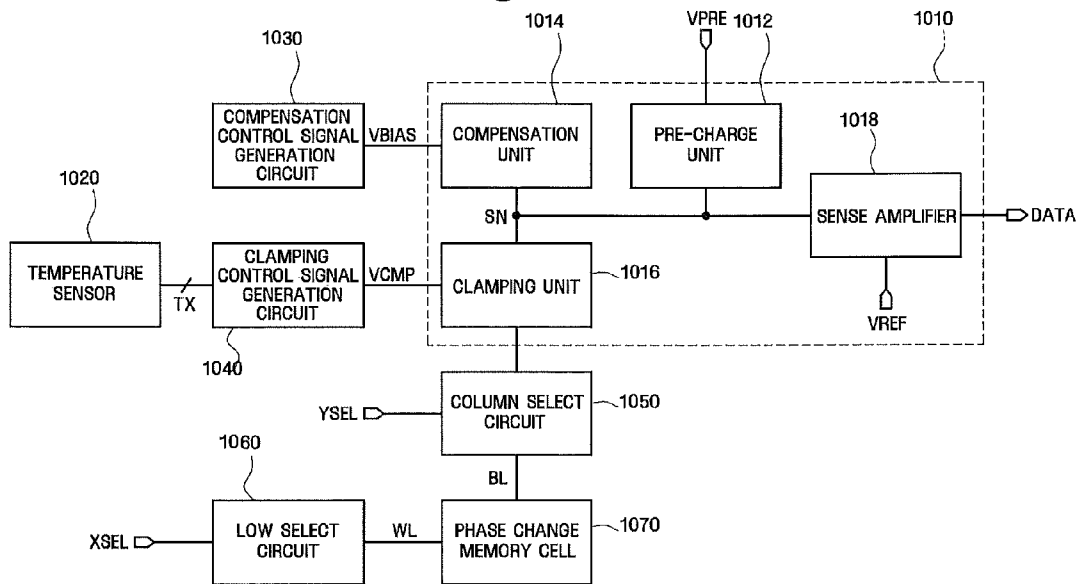 VPRE
1012
1014
1010
1030
COMPENSATION
CONTROL SIGNAL
GENERATION
CIRCUIT
VBIAS
COMPENSATION
UNIT
PRE-CHARGE
UNIT
1018
1020
SN
SENSE AMPLIFIER
DATA
TEMPERATURE
SENSOR
TX
CLAMPING
CONTROL SIGNAL
GENERATION
CIRCUIT
VCMP
CLAMPING UNIT
1016
VREF
1040
YSEL
COLUMN SELECT
CIRCUIT
1050
1060
BL
XSEL
LOW SELECT
CIRCUIT
WL
PHASE CHANGE
MEMORY CELL
1070